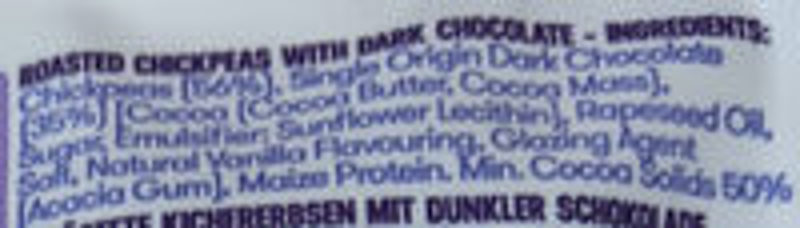 ROASTED CHICKPEAS WITH DARK CHOCOLATE - INGREDIENTS:
Chickpeas (56%), Single Origin Dark Chocolate
(35%) [Cocoa (Cocoa Butter, Cocoa Mass),
Sugar, Emulsifier: Sunflower Lecithin], Rapeseed Oil,
Salt, Natural Vanilla Flavouring, Glazing Agent
(Acacia Gum), Maize Protein. Min. Cocoa Solids 50%
KICHERERBSEN MIT DUNKLER SCHOKOLADE